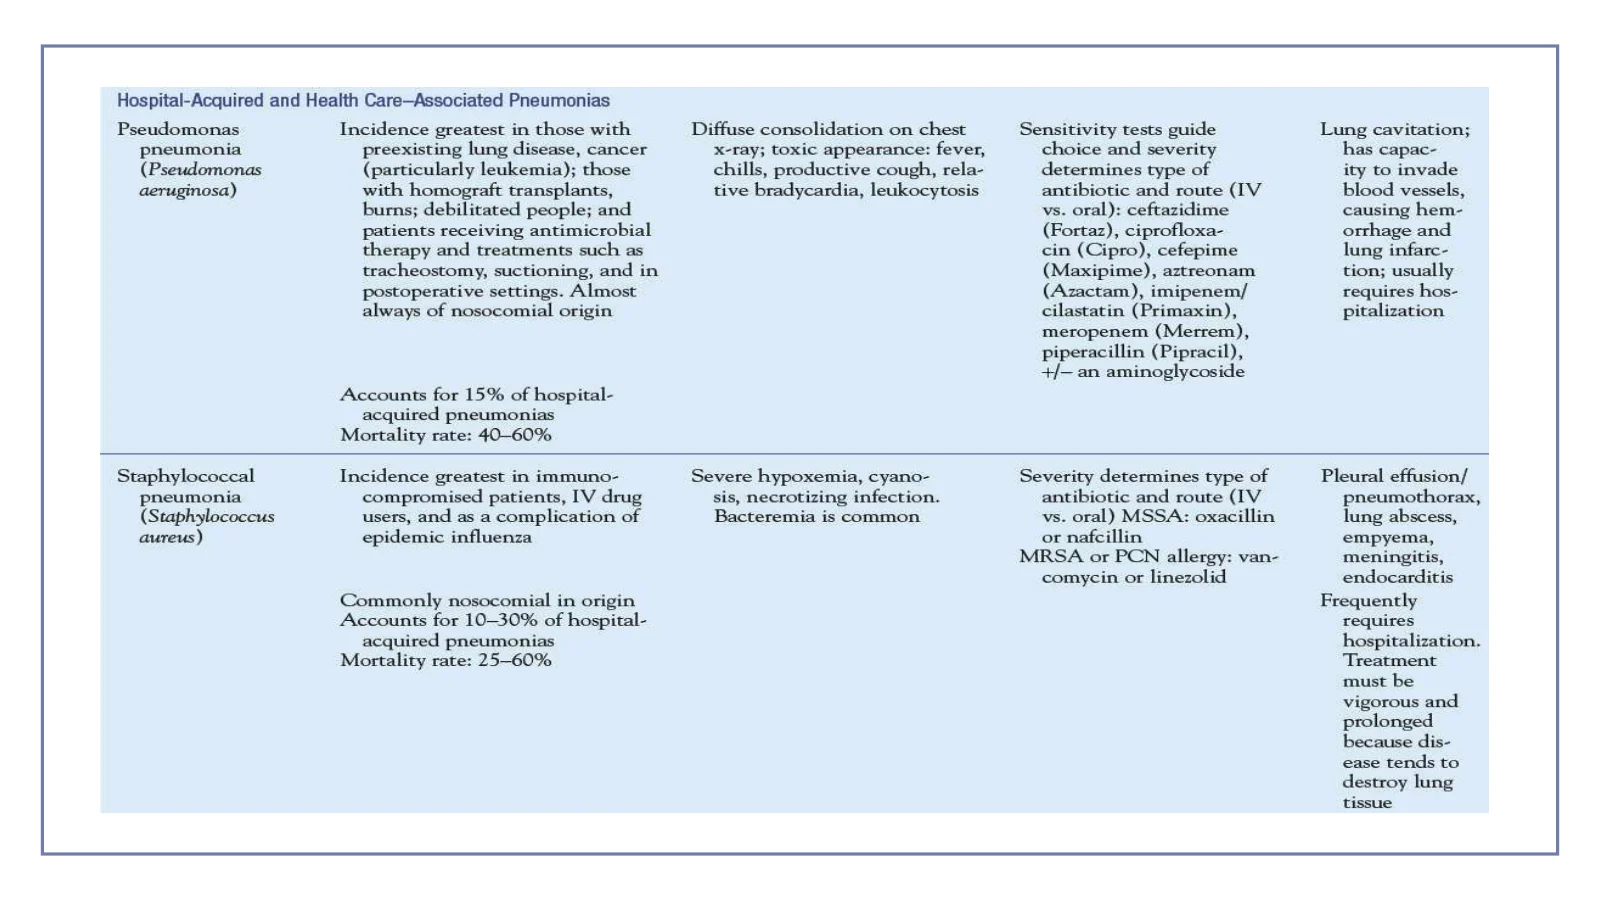 Hospital-Acquired and Health Care–Associated Pneumonias
Pseudomonas
pneumonia
(Pseudomonas
aeruginosa)
Incidence greatest in those with
preexisting lung disease, cancer
(particularly leukemia); those
with homograft transplants,
burns; debilitated people; and
patients receiving antimicrobial
therapy and treatments such as
tracheostomy, suctioning, and in
postoperative settings. Almost
always of nosocomial origin
Accounts for 15% of hospital-
acquired pneumonias
Mortality rate: 40–60%
Diffuse consolidation on chest
x-ray; toxic appearance: fever,
chills, productive cough, rela-
tive bradycardia, leukocytosis
Sensitivity tests guide
choice and severity
determines type of
antibiotic and route (IV
vs. oral): ceftazidime
(Fortaz), ciprofloxa-
cin (Cipro), cefepime
(Maxipime), aztreonam
(Azactam), imipenem/
cilastatin (Primaxin),
meropenem (Merrem),
piperacillin (Pipracil),
+/– an aminoglycoside
Lung cavitation;
has capac-
ity to invade
blood vessels,
causing hem-
orrhage and
lung infarc-
tion; usually
requires hos-
pitalization
Staphylococcal
pneumonia
(Staphylococcus
aureus)
Incidence greatest in immuno-
compromised patients, IV drug
users, and as a complication of
epidemic influenza
Commonly nosocomial in origin
Accounts for 10–30% of hospital-
acquired pneumonias
Mortality rate: 25–60%
Severe hypoxemia, cyano-
sis, necrotizing infection.
Bacteremia is common
Severity determines type of
antibiotic and route (IV
vs. oral) MSSA: oxacillin
or nafcillin
MRSA or PCN allergy: van-
comycin or linezolid
Pleural effusion/
pneumothorax,
lung abscess,
empyema,
meningitis,
endocarditis
Frequently
requires
hospitalization.
Treatment
must be
vigorous and
prolonged
because dis-
ease tends to
destroy lung
tissue